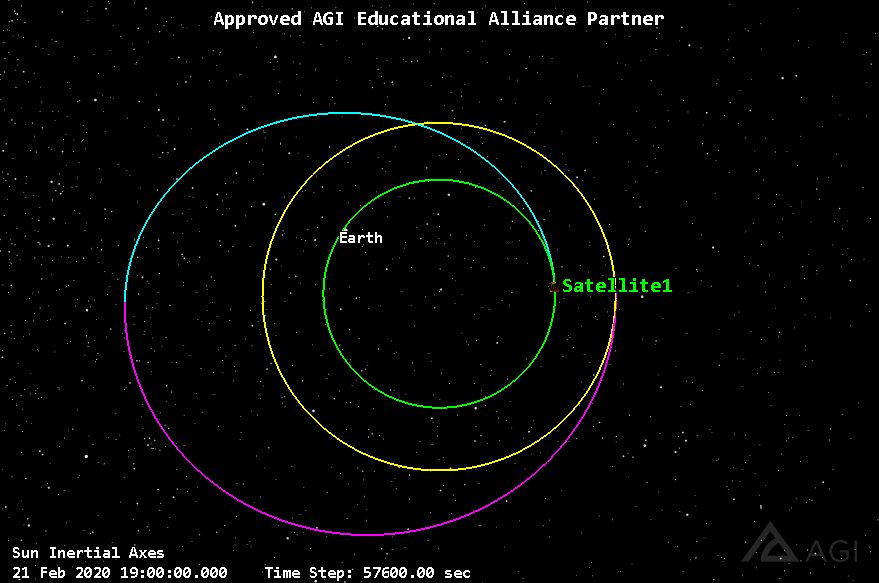 Approved AGI Educational Alliance Partner
Earth
Satellite1
Sun Inertial Axes
21 Feb 2020 19:00:00.000    Time Step: 57600.00 sec
AGI